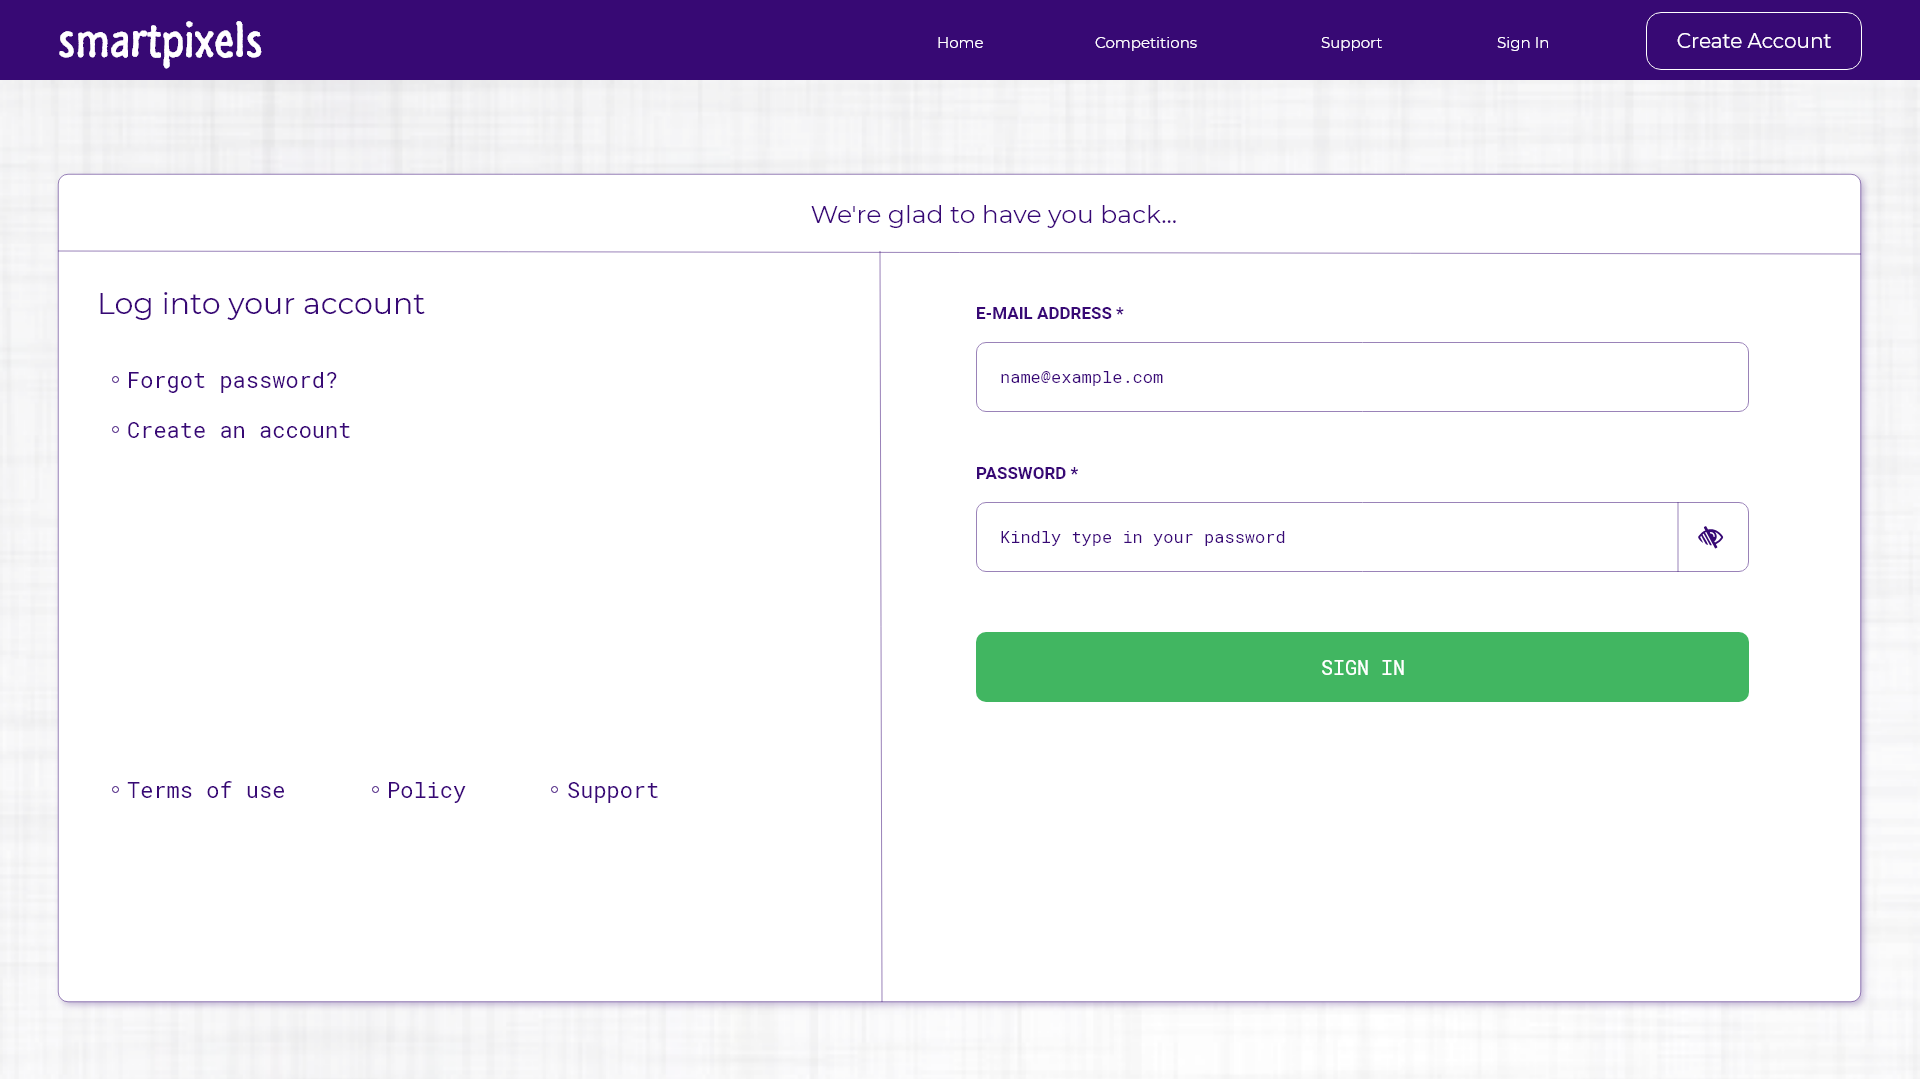 smartpixels
Home
Competitions
Support
Sign In
Create Account
We're glad to have you back...
Log into your account
Forgot password?
Create an account
Terms of use
Policy
Support
E-MAIL ADDRESS *
name@example.com
PASSWORD *
Kindly type in your password
SIGN IN